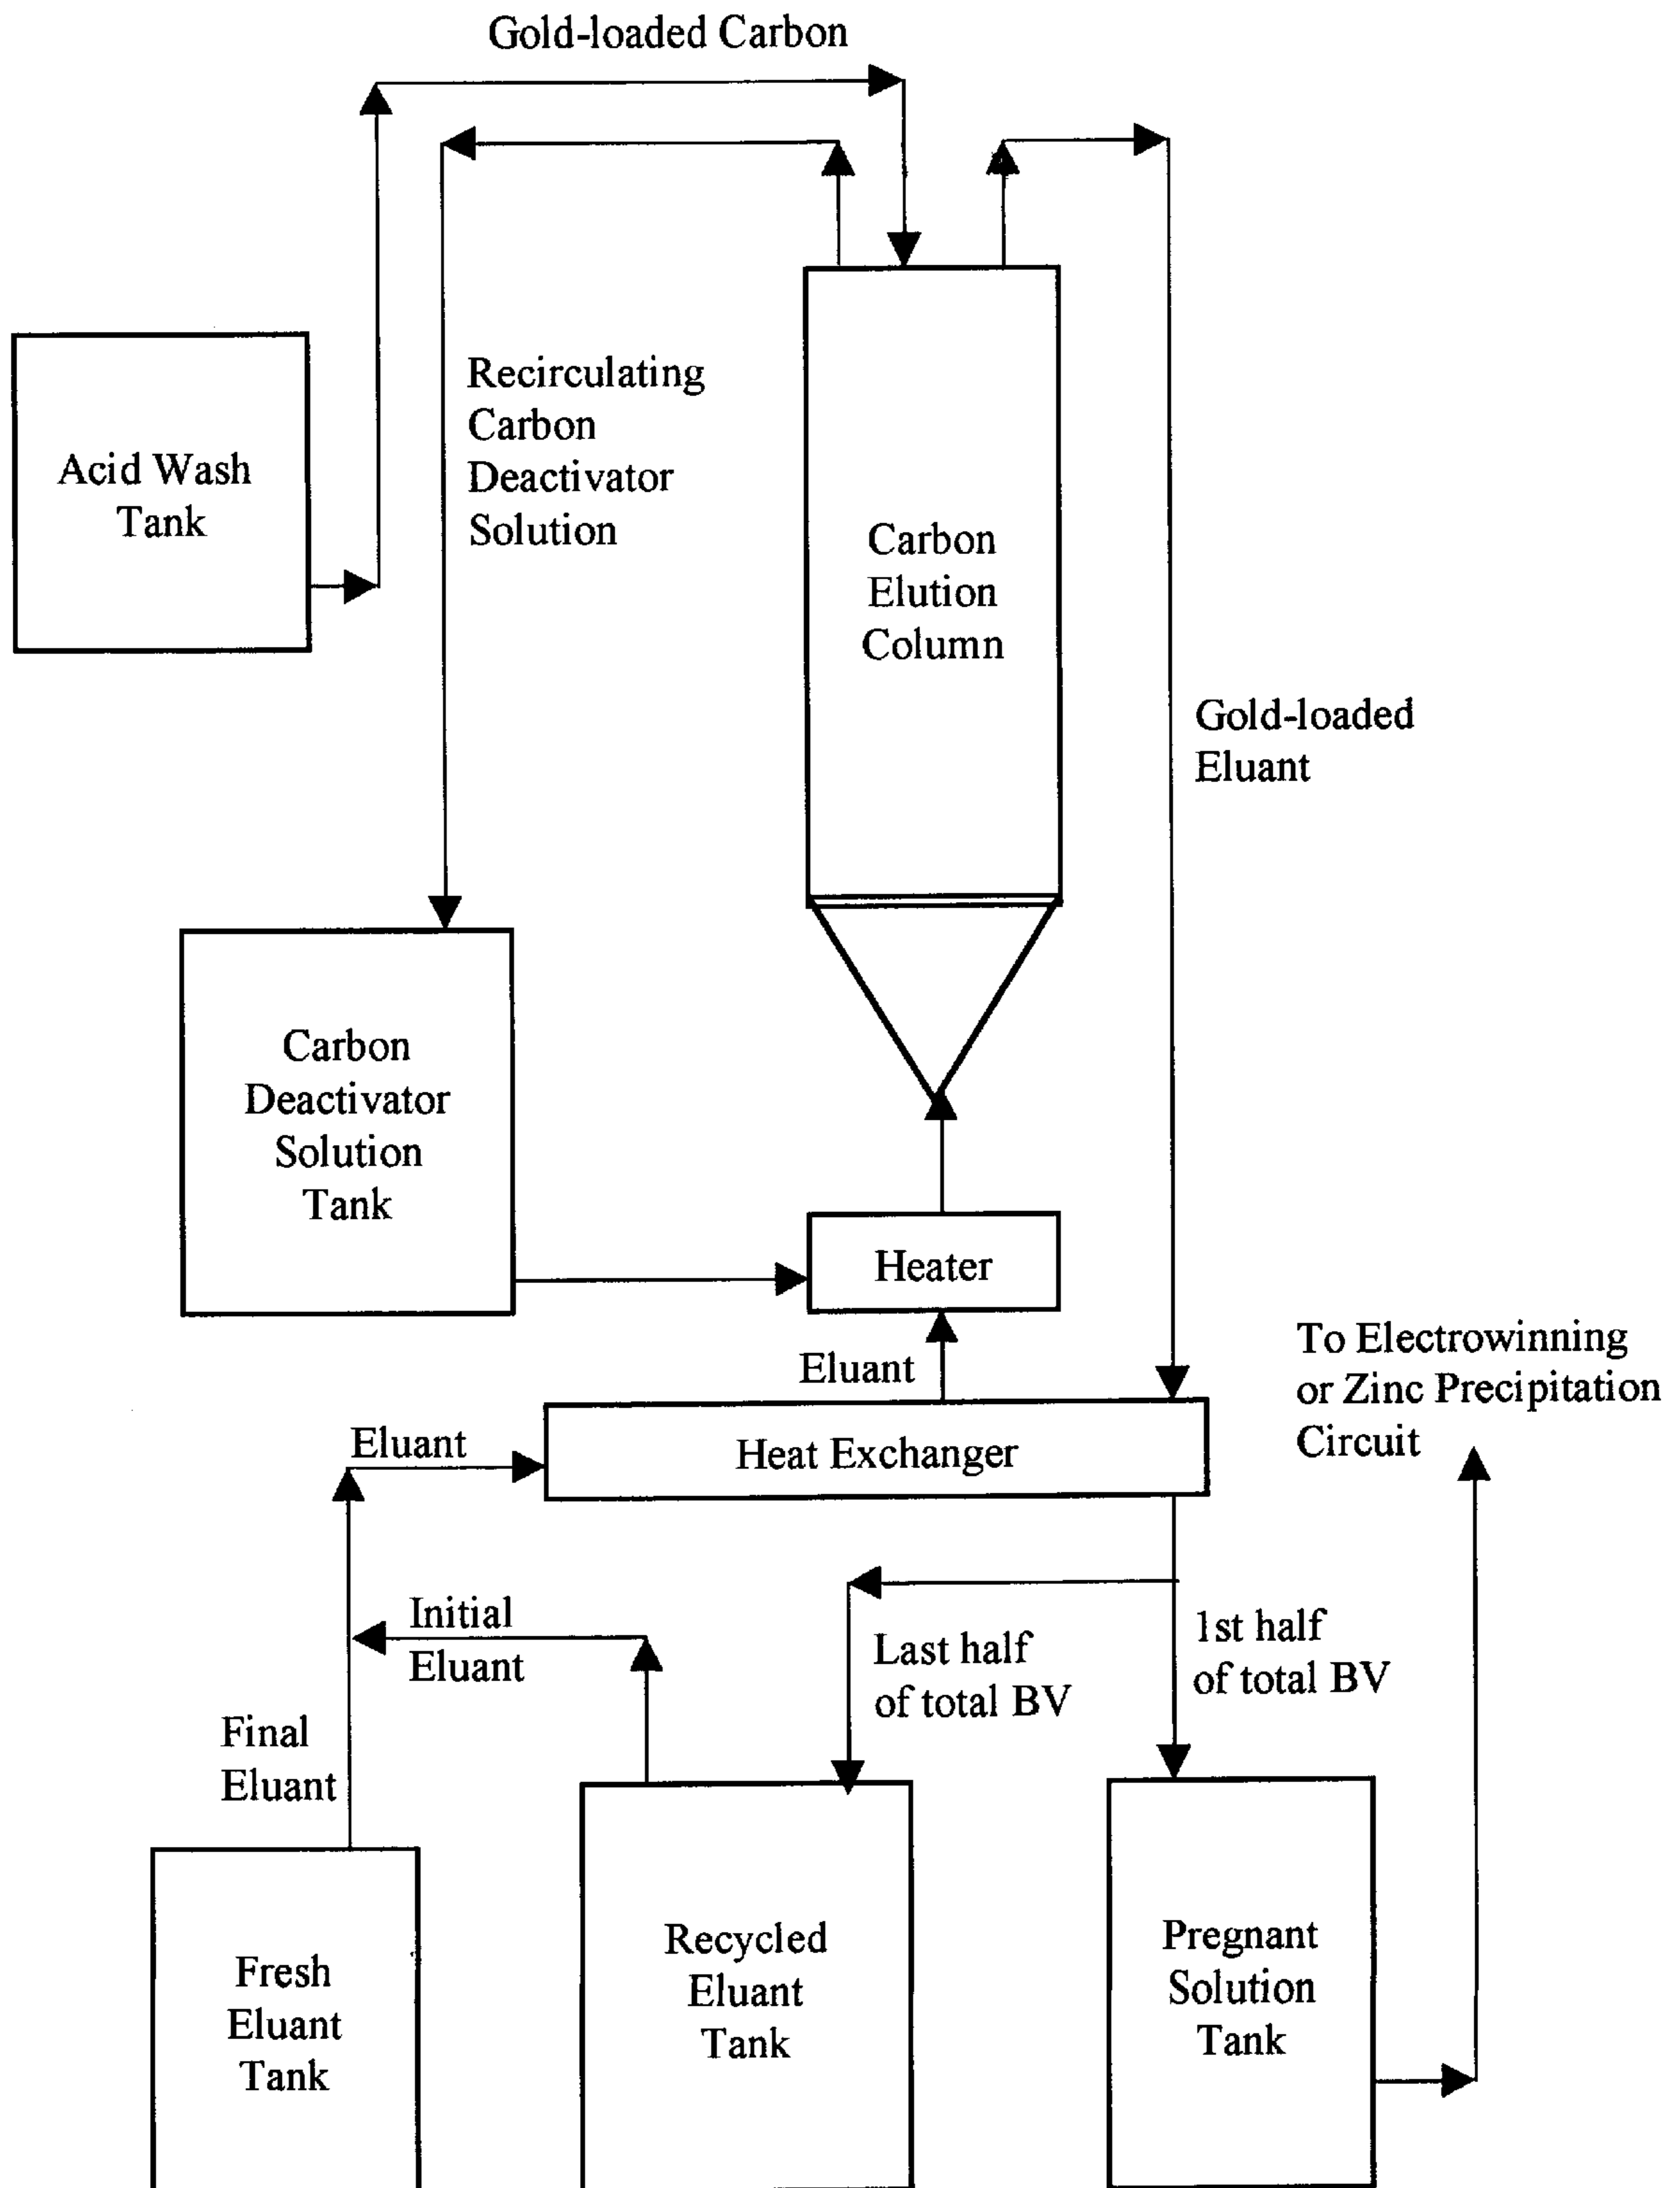 Gold-loaded Carbon
Recirculating
Carbon
Deactivator
Solution
Acid Wash
Tank
Carbon
Elution
Column
Gold-loaded
Eluant
Carbon
Deactivator
Solution
Tank
Heater
Eluant
To Electrowinning
or Zinc Precipitation
Circuit
Eluant
Heat Exchanger
Initial
Eluant
Last half
of total BV
1st half
of total BV
Final
Eluant
Fresh
Eluant
Tank
Recycled
Eluant
Tank
Pregnant
Solution
Tank